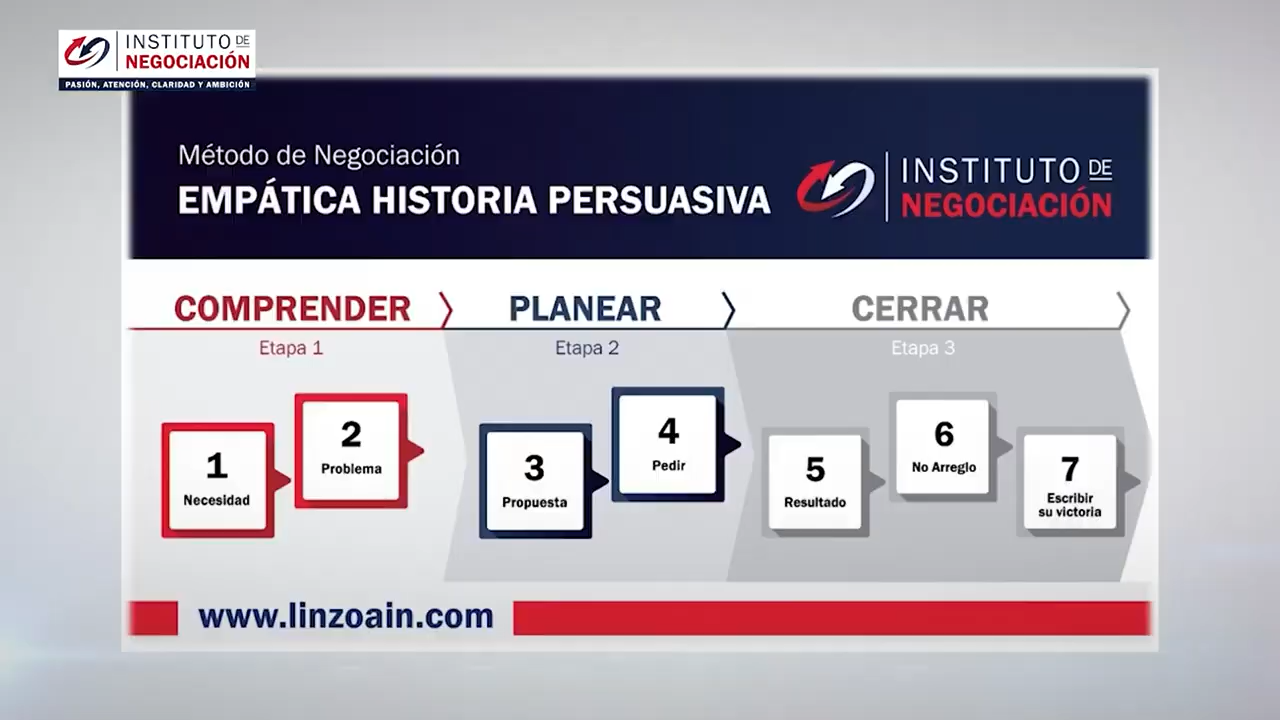 INSTITUTO DE
NEGOCIACIÓN
PASIÓN, ATENCIÓN, CLARIDAD Y AMBICIÓN
Método de Negociación
EMPÁTICA HISTORIA PERSUASIVA
INSTITUTO DE
NEGOCIACIÓN
COMPRENDER
Etapa 1
PLANEAR
Etapa 2
CERRAR
Etapa 3
1
Necesidad
2
Problema
3
Propuesta
4
Pedir
5
Resultado
6
No Arreglo
7
Escribir
su victoria
www.linzoain.com